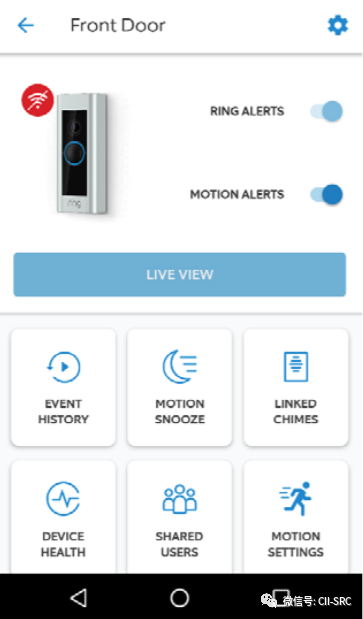 Front Door
RING ALERTS
ring
MOTION ALERTS
LIVE VIEW
EVENT
HISTORY
MOTION
SNOOZE
LINKED
CHIMES
DEVICE
HEALTH
SHARED
USERS
MOTION
SETTINGS
微信号: CII-SRC